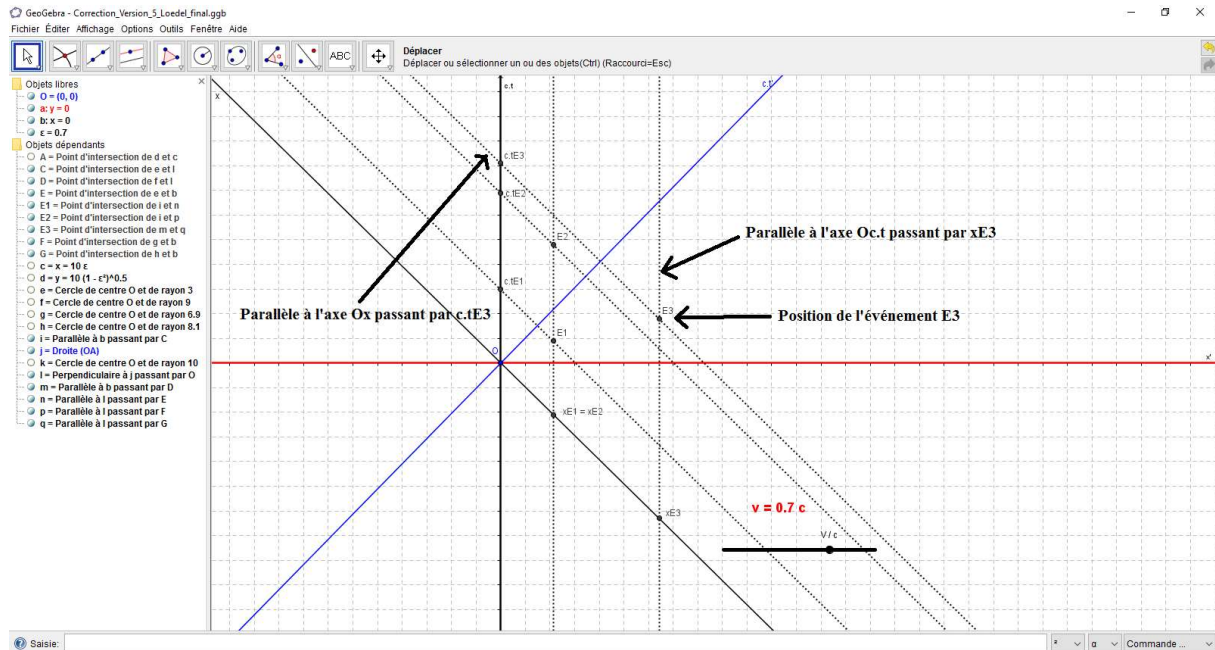 GeoGebra - Correction_Version_5_Loedel_final.ggb
Fichier Éditer Affichage Options Outils Fenêtre Aide
ABC
Déplacer
Déplacer ou sélectionner un ou des objets(Ctrl) (Raccourci=Esc)
Objets libres
O = (0, 0)
a: y = 0
b: x = 0
ε = 0.7
Objets dépendants
A = Point d'intersection de d et c
C = Point d'intersection de e et l
D = Point d'intersection de f et l
E = Point d'intersection de e et b
E1 = Point d'intersection de i et n
E2 = Point d'intersection de i et p
E3 = Point d'intersection de m et q
F = Point d'intersection de g et b
G = Point d'intersection de h et b
c = x = 10 ε
d = y = 10 (1 - ε²)^0.5
e = Cercle de centre O et de rayon 3
f = Cercle de centre O et de rayon 9
g = Cercle de centre O et de rayon 6.9
h = Cercle de centre O et de rayon 8.1
i = Parallèle à b passant par C
j = Droite (OA)
k = Cercle de centre O et de rayon 10
l = Perpendiculaire à j passant par O
m = Parallèle à b passant par D
n = Parallèle à l passant par E
p = Parallèle à l passant par F
q = Parallèle à l passant par G
x
c.t
c.t'
c.tE3
c.tE2
E2
Parallèle à l'axe Oc.t passant par xE3
c.tE1
Parallèle à l'axe Ox passant par c.tE3
E3
Position de l'événement E3
E1
O
x'
xE1 = xE2
v = 0.7 c
xE3
V / c
Saisie:
²
α
Commande ...